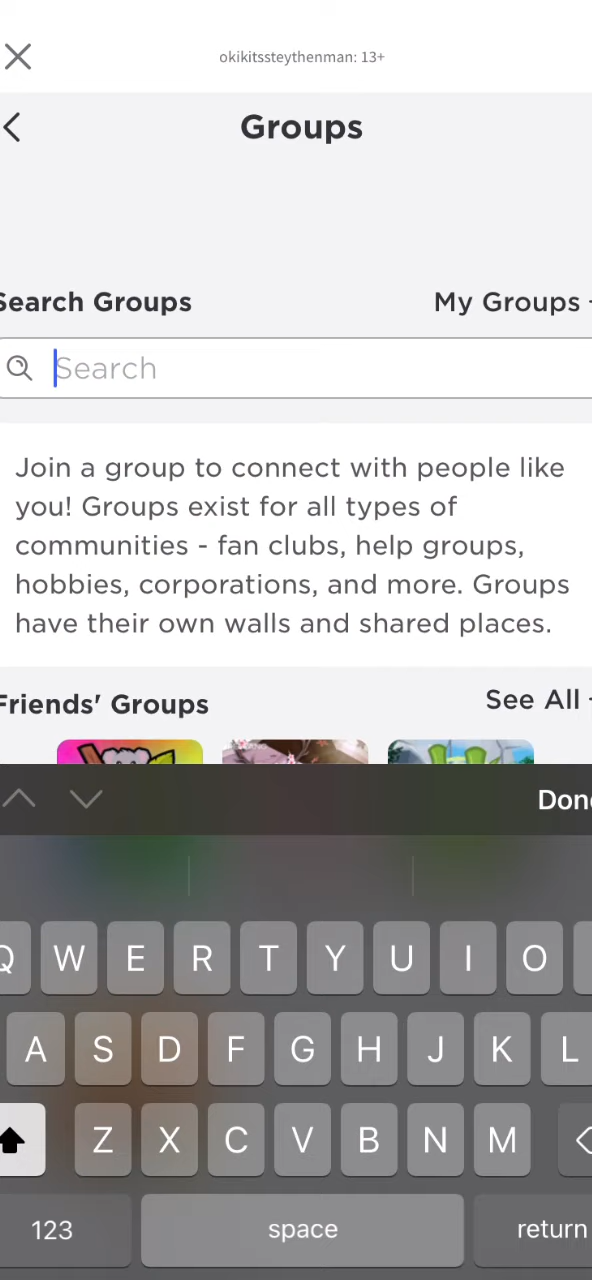 okikitssteythenman: 13+
Groups
Search Groups
My Groups
Search
Join a group to connect with people like
you! Groups exist for all types of
communities - fan clubs, help groups,
hobbies, corporations, and more. Groups
have their own walls and shared places.
Friends' Groups
See All
Done
Q W E R T Y U I O
A S D F G H J K L
Z X C V B N M
123 space return